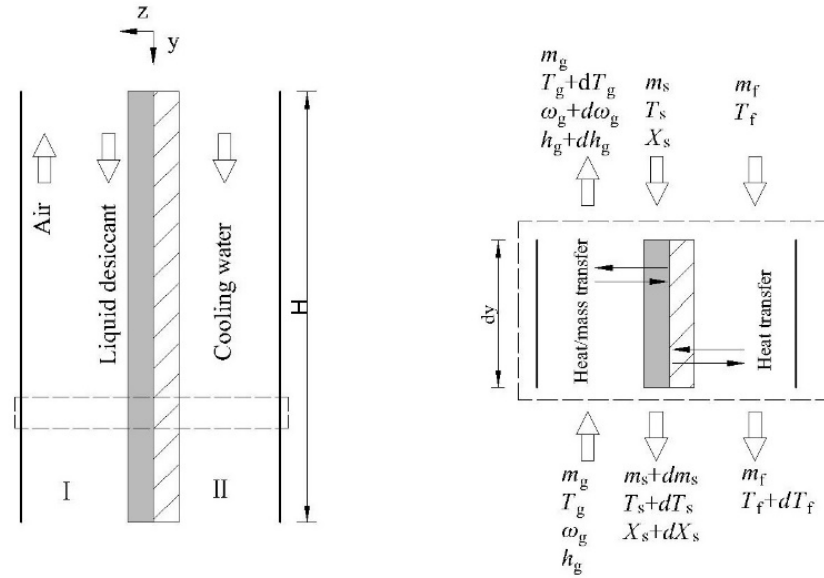 z
y
Air
Liquid desiccant
Cooling water
H
I
II
m_g
T_g+dT_g
ω_g+dω_g
h_g+dh_g
m_s
T_s
X_s
m_f
T_f
dy
Heat/mass transfer
Heat transfer
m_g
T_g
ω_g
h_g
m_s+dm_s
T_s+dT_s
X_s+dX_s
m_f
T_f+dT_f